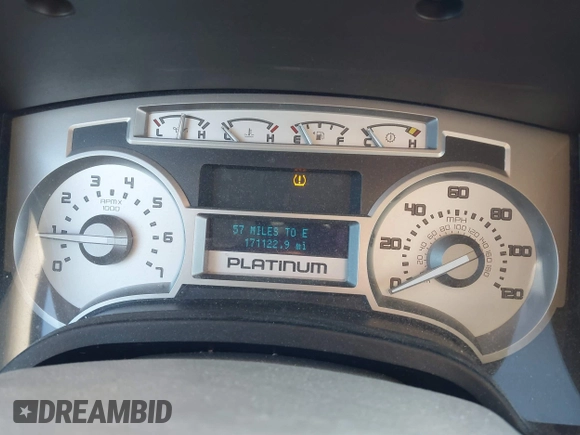 L H C H E F C H
3 4
2 5
RPMX
1000
1 6
0 7
57 MILES TO E
171122.9 mi
PLATINUM
60
40 80
MPH
20 100
0 120
DREAMBID